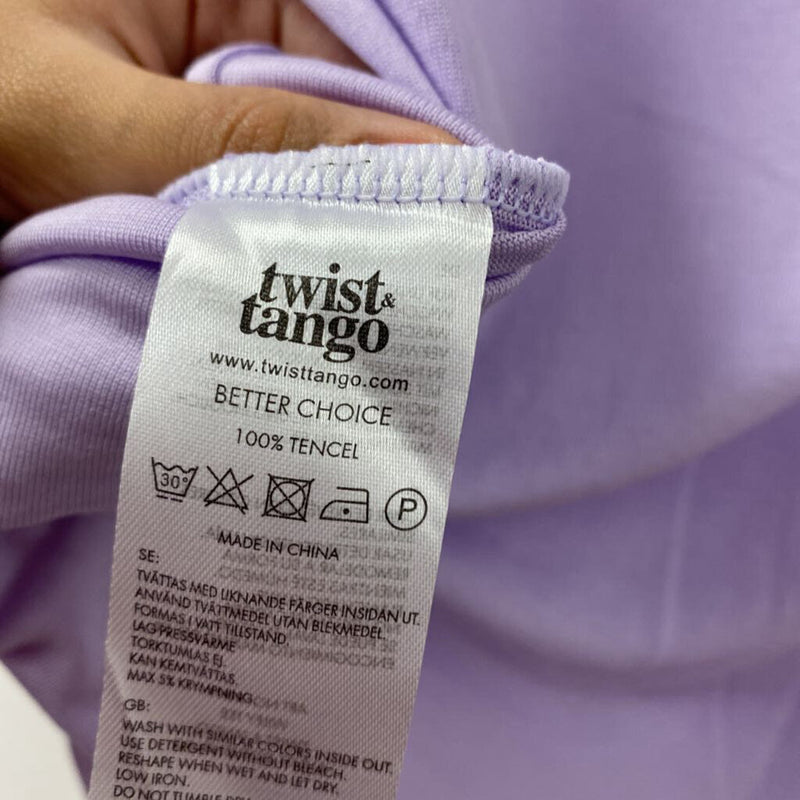 twist &
tango
www.twisttango.com
BETTER CHOICE
100% TENCEL
30°
P
MADE IN CHINA
SE:
TVÄTTAS MED LIKNANDE FÄRGER INSIDAN UT.
ANVÄND TVÄTTMEDEL UTAN BLEKMEDEL.
FORMAS I VÅTT TILLSTÅND.
LÅG PRESSVÄRME
TORKTUMLAS EJ.
KAN KEMTVÄTTAS.
MAX 5% KRYMPNING.
GB:
WASH WITH SIMILAR COLORS INSIDE OUT.
USE DETERGENT WITHOUT BLEACH.
RESHAPE WHEN WET AND LET DRY.
LOW IRON.
DO NOT TUMBLE DRY